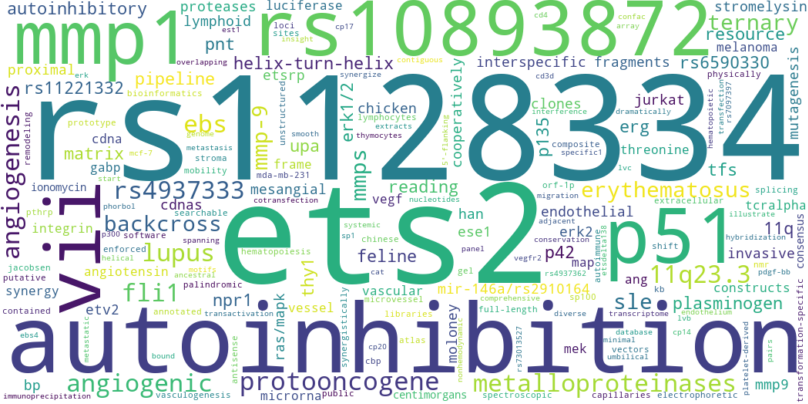 autoinhibitory
proteases
luciferase
stromelysin
mmp1
rs10893872
lymphoid
est1
loci
sites
cp17
insight
cd4
confac
array
ternary
resource
pnt
overlapping
contiguous
melanoma
proximal
erk
helix-turn-helix
interspecific
fragments
rs6590330
etsrp
synergize
cd3d
physically
rs11221332
pipeline
bioinformatics
rs11128334
angiogenesis
remodeling
prototype
cdna
ebs
genome
mmp-9
unstructured
smooth
chicken
erk1/2
cooperatively
5'-flanking
clones
interference
jurkat
dramatically
transfection
rs7097397
hematopoietic
mutagenesis
matrix
mcf-7
metastasis
stroma
upa
lymphocytes
extracts
thymocytes
p135
composite
specific1
erg
threonine
gabp
start
mobility
frame
mda-mb-231
mmps
lvc
tfs
ionomycin
rs4937333
mesangial
cotransfection
reading
nucleotides
orf-1p
migration
erythematosus
splicing
extracellular
tcralpha
illustrate
vii
pthrp
phorbol
cdnas
searchable
vegf
han
endothelial
adjacent
integrin
p300
software
backcross
spanning
systemic
ets2
ese1
erk2
conservation
autoimmune
etsdelta138
p51
11q
hybridization
consensus
enforced
helical
lupus
hematopoiesis
sp1
chinese
feline
panel
p42
shift
invasive
jacobsen
putative
angiotensin
motifs
ancestral
thy1
cat
gel
vegfr2
rs4937362
map
ang
kb
11q23.3
nor
pdgf-bb
synergy
palindromic
fli1
npr1
vascular
mir-146a/rs2910164
sp100
sle
constructs
contained
etv2
annotated
transactivation
vessel
microvessel
comprehensive
libraries
full-length
diverse
transcriptome
plasminogen
endothelium
lvb
transformation-specific
ebs4
ras/mapk
synergistically
atlas
moloney
database
minimal
cp14
autoinhibition
metastatic
bound
antisense
cp20
cbp
nonhomologous
mek
rs73013527
vectors
umbilical
platelet-derived
pairs
bp
angiogenic
protooncogene
metalloproteinases
mmp9
immunoprecipitation
vasculogenesis
microrna
public
centimorgans
spectroscopic
capillaries
electrophoretic